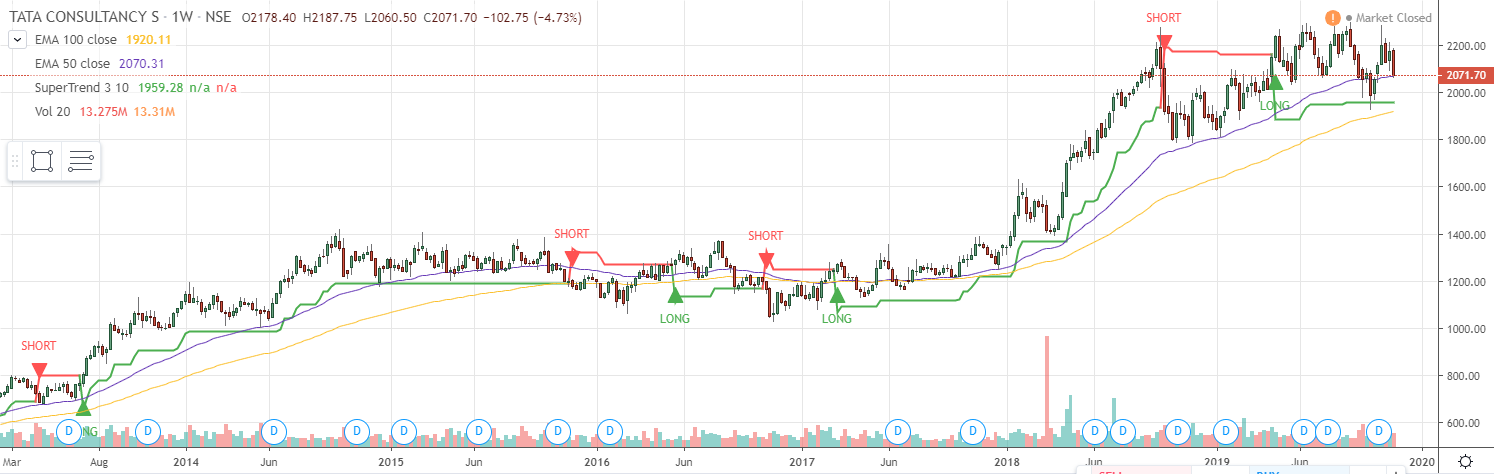 TATA CONSULTANCY S · 1W · NSE O2178.40 H2187.75 L2060.50 C2071.70 −102.75 (−4.73%)
! Market Closed
EMA 100 close 1920.11
EMA 50 close 2070.31
SuperTrend 3 10 1959.28 n/a n/a
Vol 20 13.275M 13.31M
SHORT
2200.00
2071.70
2000.00
LONG
1800.00
1600.00
1400.00
SHORT
SHORT
1200.00
LONG
LONG
1000.00
SHORT
800.00
600.00
D
NG
D D D D D D D D D D D D D D D D
Mar Aug 2014 Jun 2015 Jun 2016 Jun 2017 Jun 2018 Jun 2019 Jun 2020